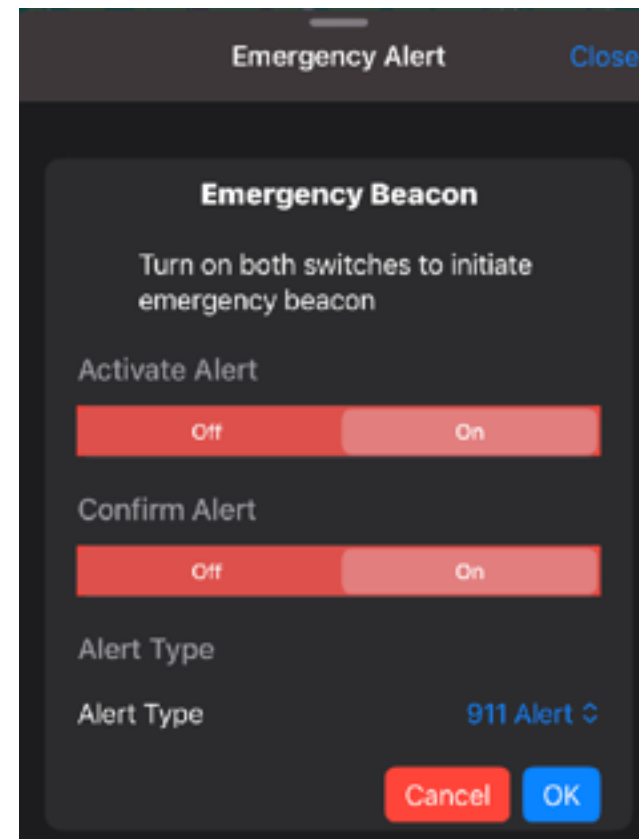 Emergency Alert Close
Emergency Beacon
Turn on both switches to initiate
emergency beacon
Activate Alert
Off On
Confirm Alert
Off On
Alert Type
Alert Type 911 Alert
Cancel OK